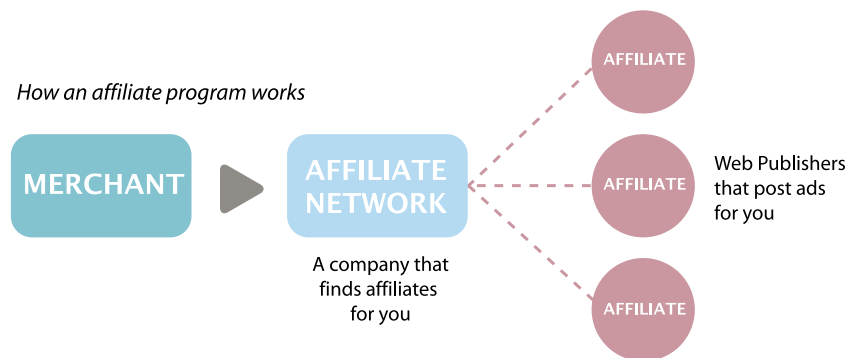 How an affiliate program works
MERCHANT
AFFILIATE
NETWORK
A company that
finds affiliates
for you
AFFILIATE
AFFILIATE
AFFILIATE
Web Publishers
that post ads
for you